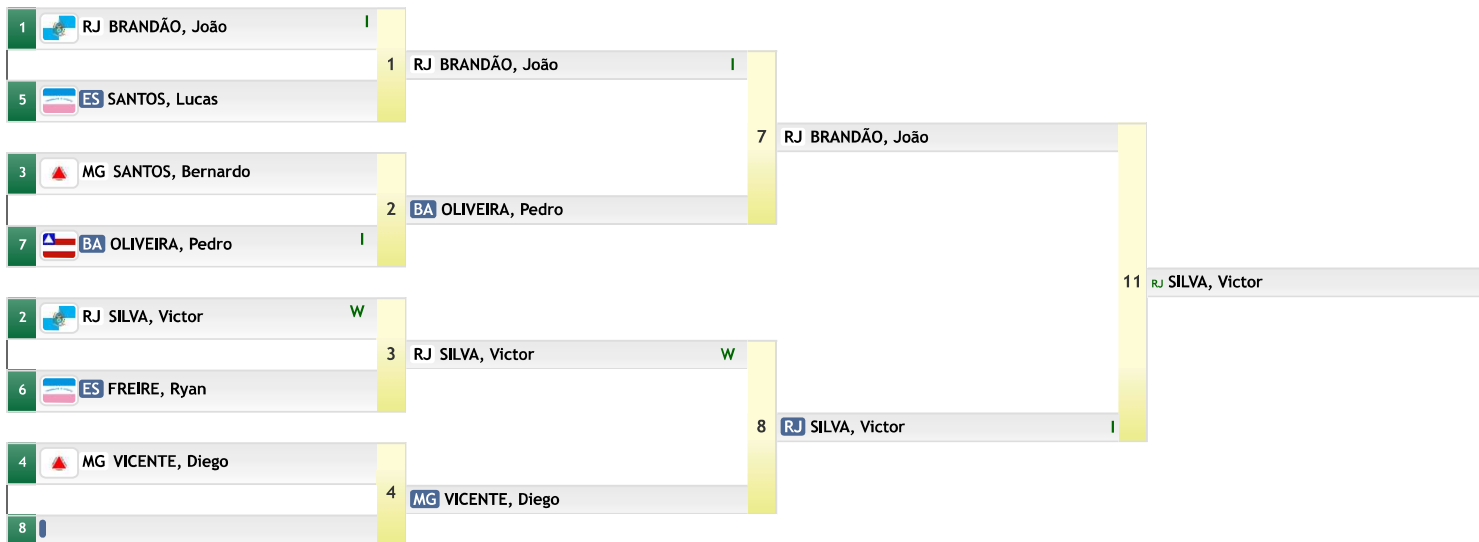 1 RJ BRANDÃO, João I
1 RJ BRANDÃO, João I
5 ES SANTOS, Lucas
7 RJ BRANDÃO, João
3 MG SANTOS, Bernardo
2 BA OLIVEIRA, Pedro
7 BA OLIVEIRA, Pedro I
11 RJ SILVA, Victor
2 RJ SILVA, Victor W
3 RJ SILVA, Victor W
6 ES FREIRE, Ryan
8 RJ SILVA, Victor I
4 MG VICENTE, Diego
4 MG VICENTE, Diego
8